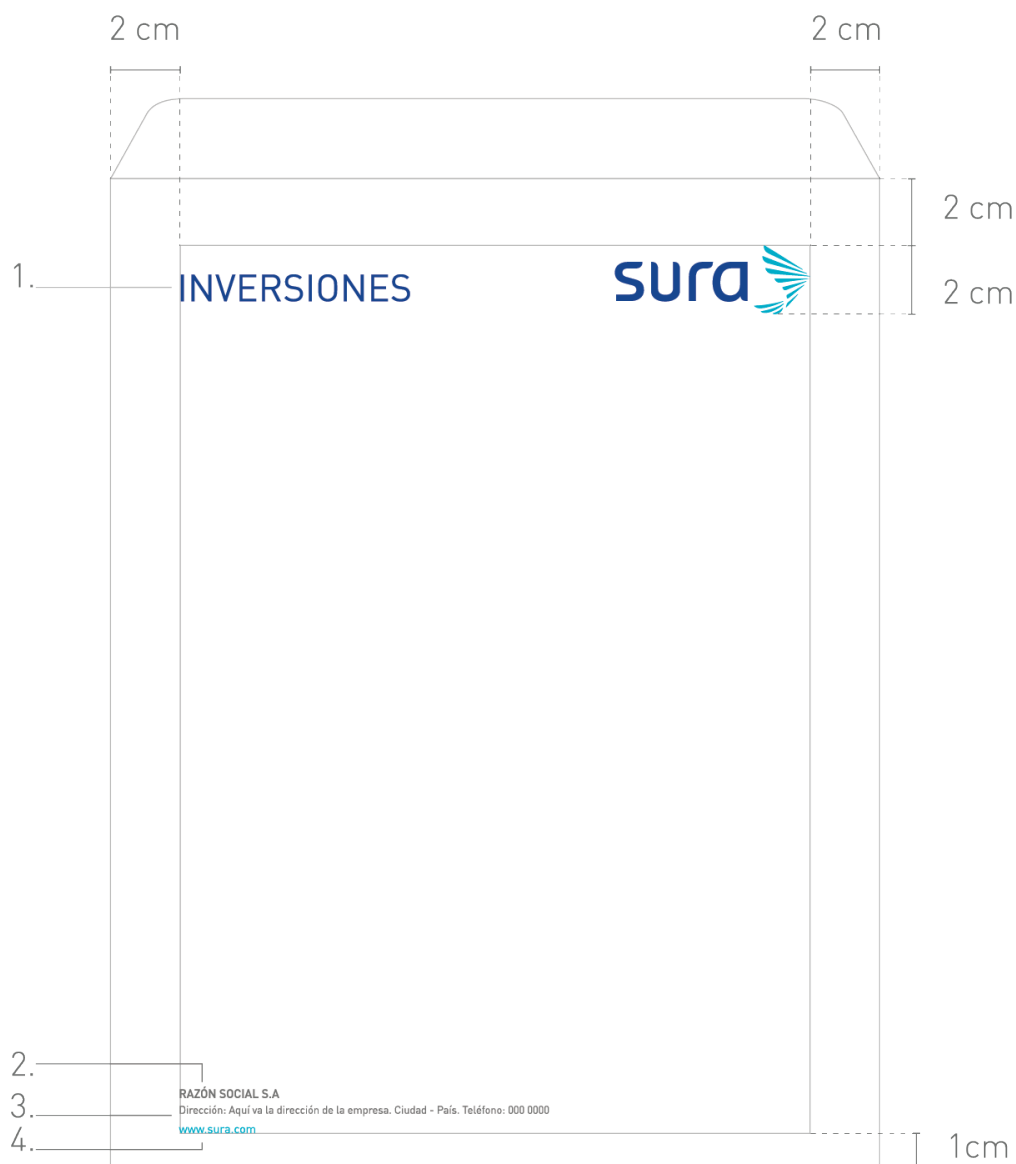 2 cm 2 cm
2 cm
1. INVERSIONES sura
2 cm
2.
RAZÓN SOCIAL S.A
3. Dirección: Aquí va la dirección de la empresa. Ciudad - País. Teléfono: 000 0000
www.sura.com
4. 1cm